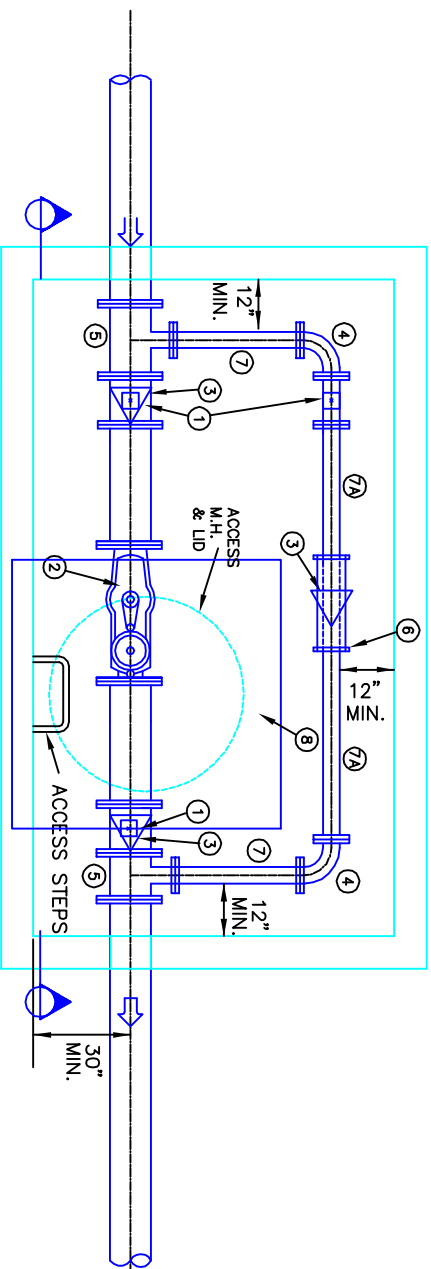 6
4
7A
12"
MIN.
7A
4
3
8
12"
MIN.
7
7
12"
MIN.
ACCESS
M.H.
& LID
3
1
1
3
5
2
5
30"
MIN.
ACCESS STEPS